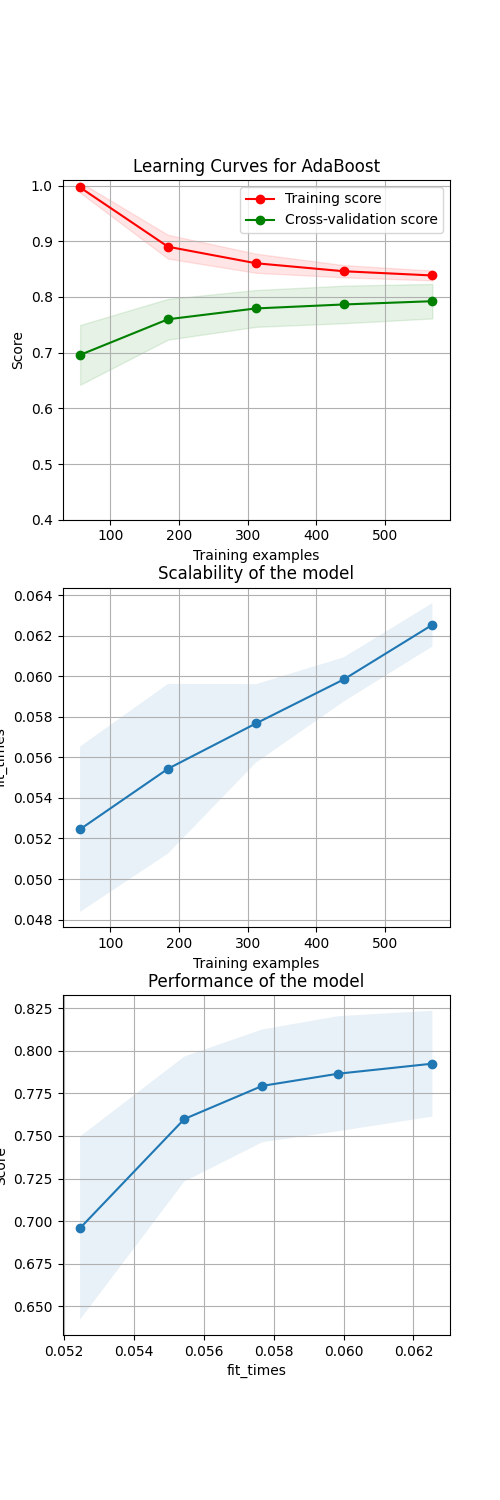 Learning Curves for AdaBoost
1.0
0.9
0.8
0.7
0.6
0.5
0.4
Score
Training score
Cross-validation score
100 200 300 400 500
Training examples
Scalability of the model
0.064
0.062
0.060
0.058
0.056
0.054
0.052
0.050
0.048
fit_times
100 200 300 400 500
Training examples
Performance of the model
0.825
0.800
0.775
0.750
0.725
0.700
0.675
0.650
Score
0.052 0.054 0.056 0.058 0.060 0.062
fit_times